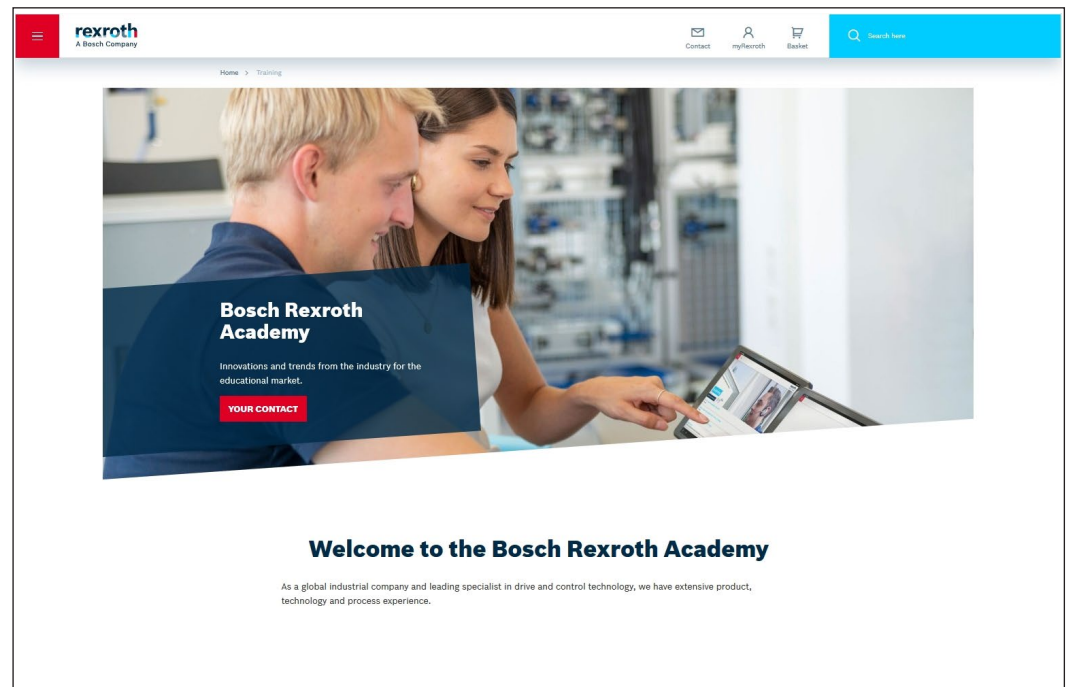 rexroth
A Bosch Company
Contact
myRexroth
Basket
Search here
Home > Training
Bosch Rexroth
Academy
Innovations and trends from the industry for the
educational market.
YOUR CONTACT
Welcome to the Bosch Rexroth Academy
As a global industrial company and leading specialist in drive and control technology, we have extensive product,
technology and process experience.